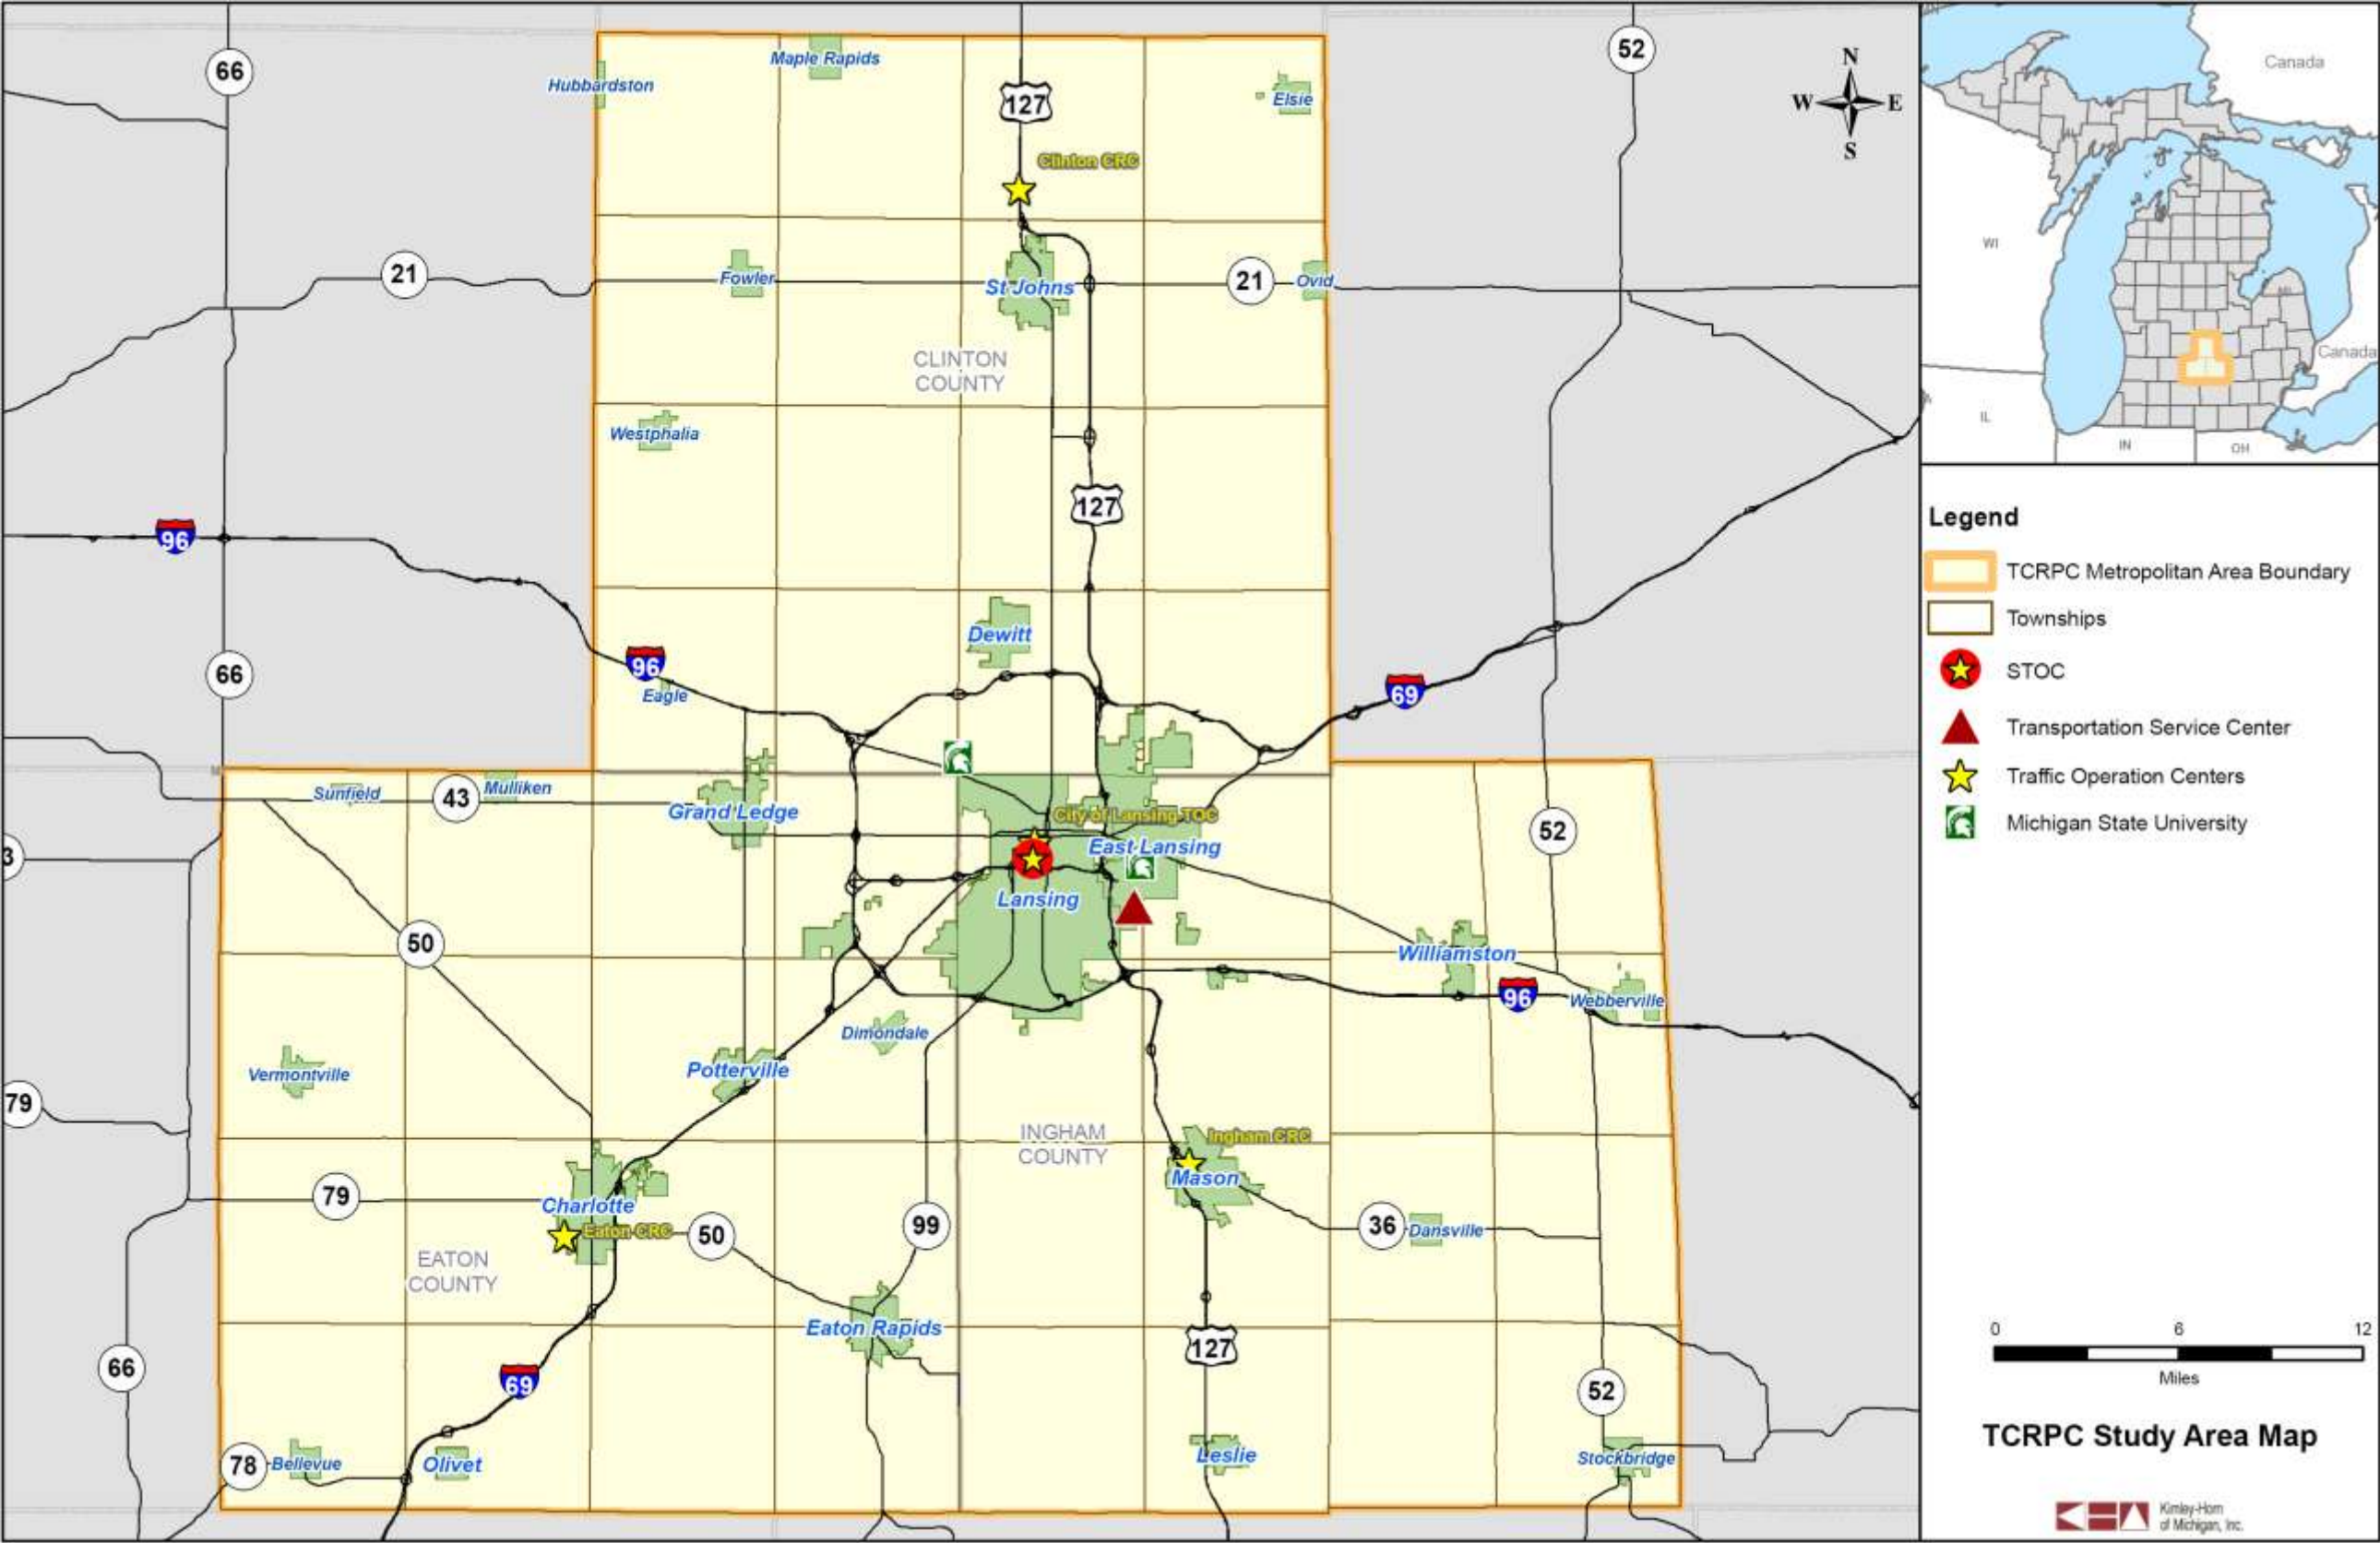 66
Hubbardston
Maple Rapids
127
Elsie
52
N
W E
S
Clinton CRC
21
Fowler
St Johns
21
Ovid
CLINTON
COUNTY
Westphalia
127
96
Dewitt
96
Eagle
66
69
Sunfield
43
Mulliken
Grand Ledge
City of Lansing TOC
East Lansing
52
3
Lansing
50
Williamston
96
Webberville
Dimondale
Potterville
Vermontville
79
INGHAM
COUNTY
Ingham CRC
Mason
79
Charlotte
Eaton CRC
50
99
36
Dansville
EATON
COUNTY
Eaton Rapids
127
66
69
52
78
Bellevue
Olivet
Leslie
Stockbridge
Canada
WI
MI
Canada
IL
IN
OH
Legend
TCRPC Metropolitan Area Boundary
Townships
STOC
Transportation Service Center
Traffic Operation Centers
Michigan State University
0 6 12
Miles
TCRPC Study Area Map
Kimley-Horn
of Michigan, Inc.